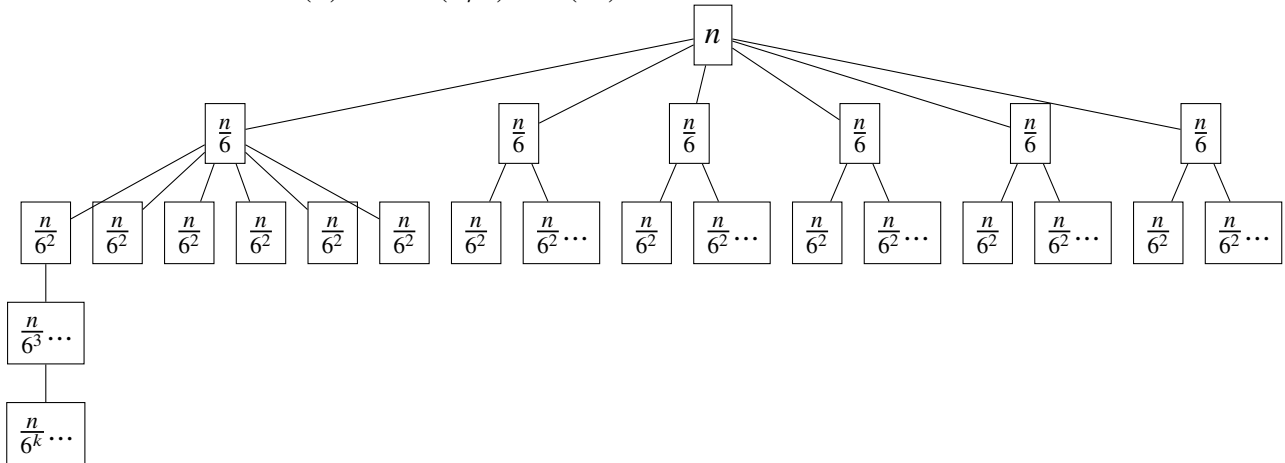 n
n/6 n/6 n/6 n/6 n/6 n/6
n/6² n/6² n/6² n/6² n/6² n/6² n/6² n/6² ··· n/6² n/6² ··· n/6² n/6² ··· n/6² n/6² ··· n/6² n/6² ···
n/6³ ···
n/6ᵏ ···